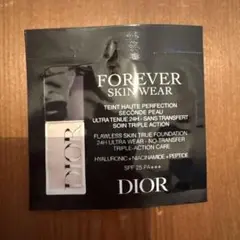 FOREVER
SKIN WEAR
TEINT HAUTE PERFECTION
SECONDE PEAU
ULTRA TENUE 24H - SANS TRANSFERT
SOIN TRIPLE ACTION
FLAWLESS SKIN TRUE FOUNDATION
24H ULTRA WEAR - NO-TRANSFER
TRIPLE-ACTION CARE
HYALURONIC + NIACINAMIDE + PEPTIDE
SPF 25 PA+++
DIOR
DIOR